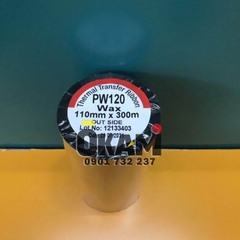 Thermal Transfer Ribbon
PW120
Wax
110mm x 300m
OUT SIDE
Lot No: 12133403
OKAM
0901 732 237